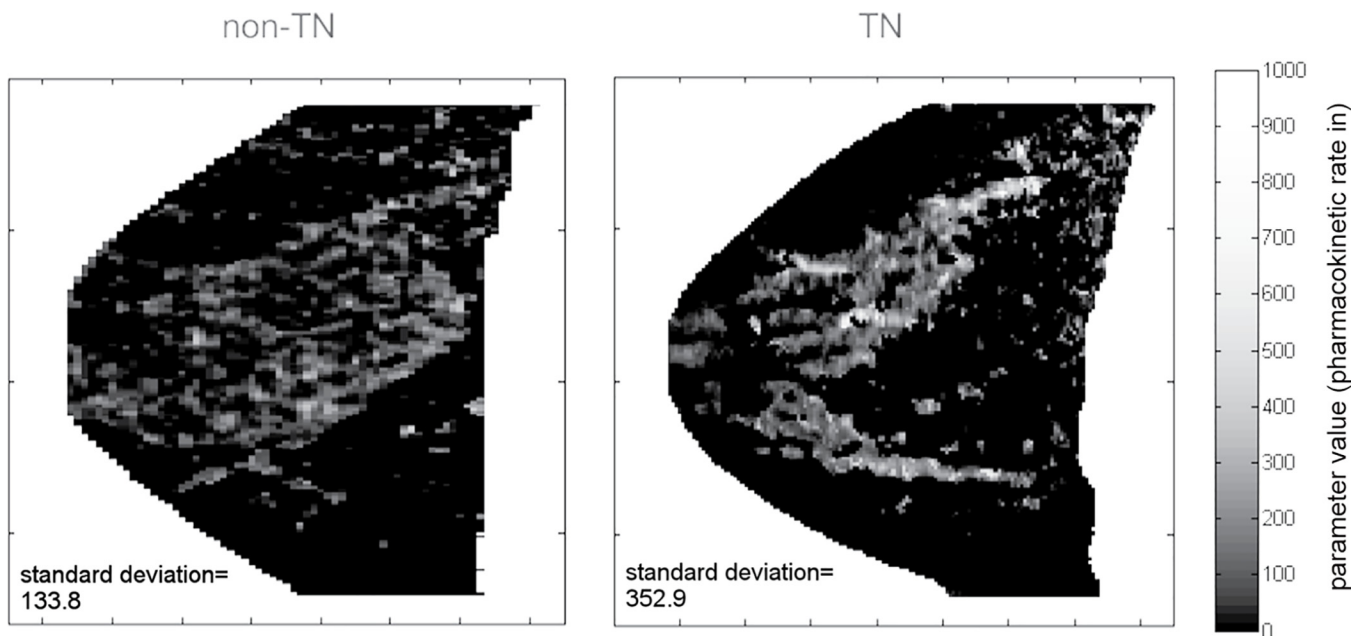 non-TN
TN
standard deviation=
133.8
standard deviation=
352.9
1000
900
800
700
600
500
400
300
200
100
0
parameter value (pharmacokinetic rate in)